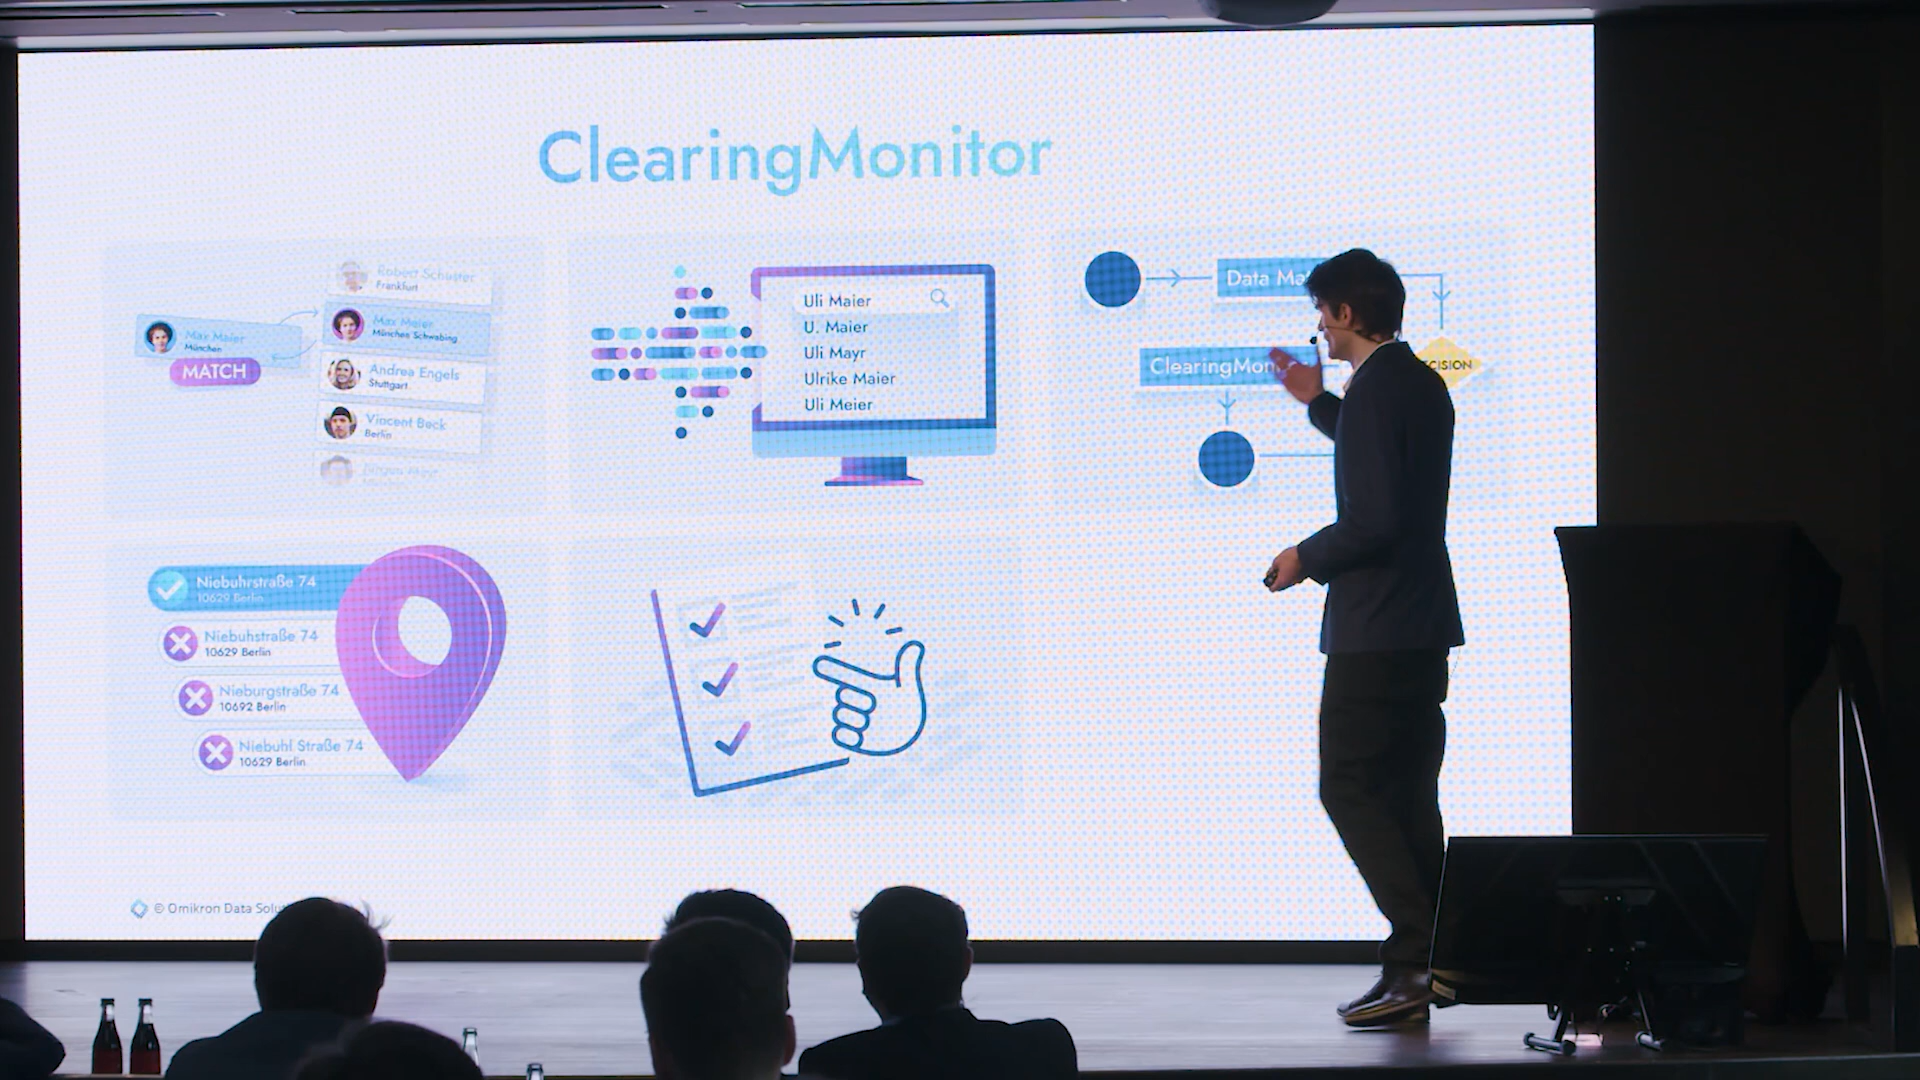 ClearingMonitor
Robert Schuster
Frankfurt
Max Maier
München
MATCH
Max Meier
München Schwabing
Andrea Engels
Stuttgart
Vincent Beck
Berlin
Uli Maier
U. Maier
Uli Mayr
Ulrike Maier
Uli Meier
Data
Niebuhrstraße 74
10629 Berlin
Niebuhstraße 74
10629 Berlin
Nieburgstraße 74
10692 Berlin
Niebuhl Straße 74
10629 Berlin
© Omikron Data